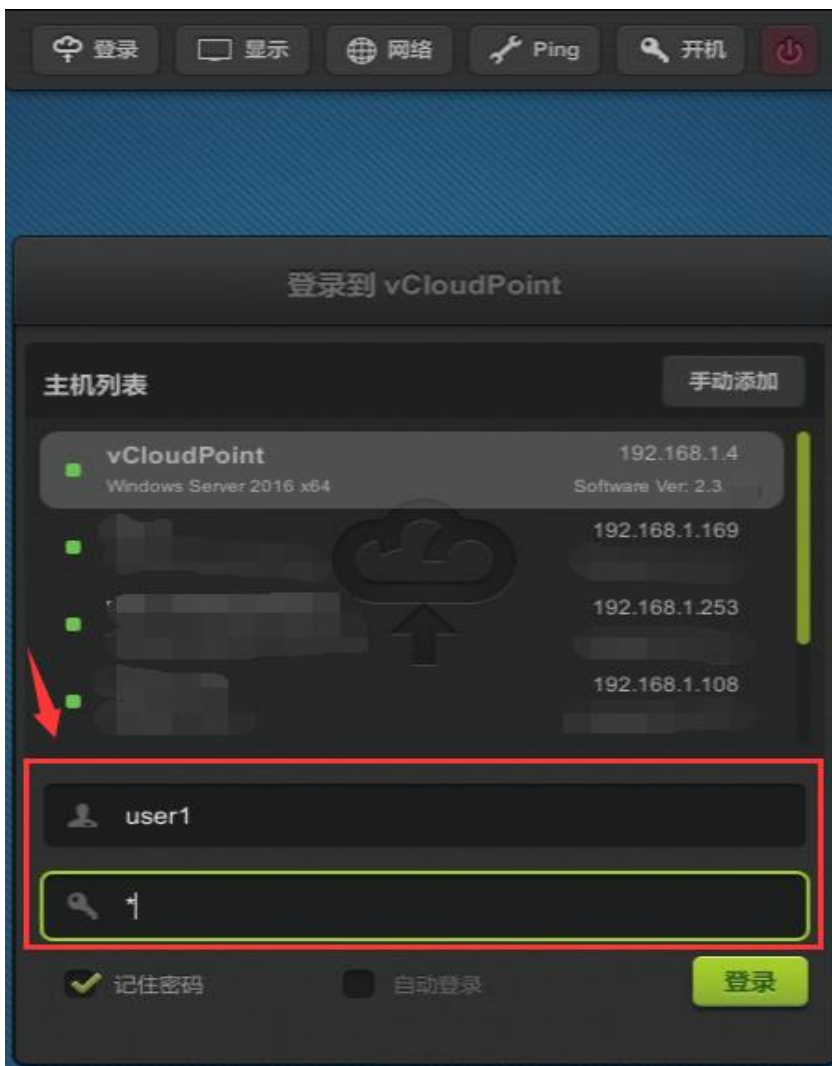 登录 显示 网络 Ping 开机
登录到 vCloudPoint
主机列表 手动添加
vCloudPoint 192.168.1.4
Windows Server 2016 x64 Software Ver: 2.3
192.168.1.169
192.168.1.253
192.168.1.108
user1
*
记住密码 自动登录 登录